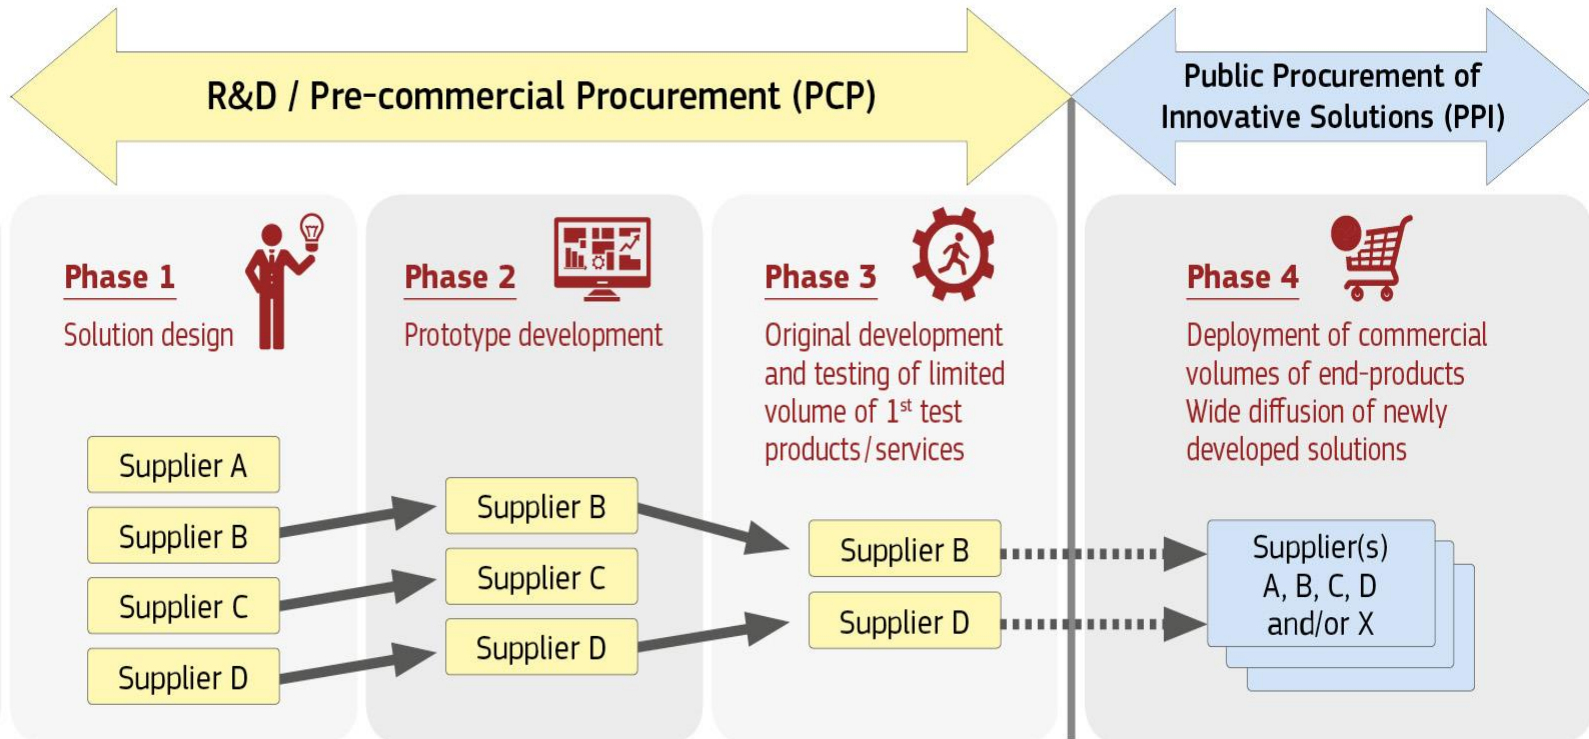 R&D / Pre-commercial Procurement (PCP)
Public Procurement of
Innovative Solutions (PPI)
Phase 1
Solution design
Supplier A
Supplier B
Supplier C
Supplier D
Phase 2
Prototype development
Supplier B
Supplier C
Supplier D
Phase 3
Original development
and testing of limited
volume of 1st test
products/services
Supplier B
Supplier D
Phase 4
Deployment of commercial
volumes of end-products
Wide diffusion of newly
developed solutions
Supplier(s)
A, B, C, D
and/or X